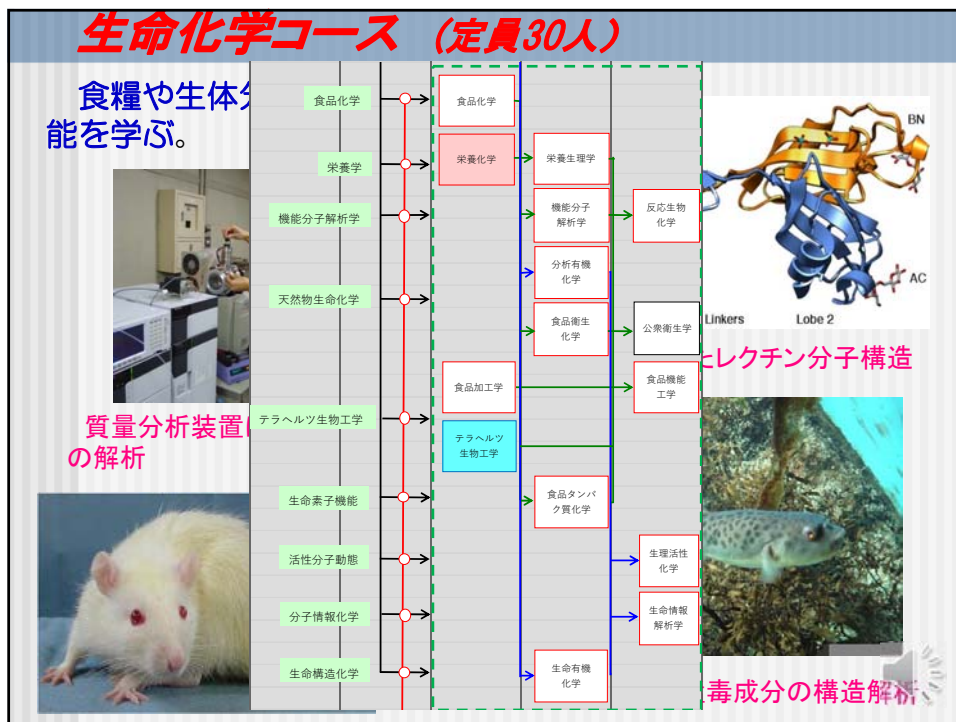 生命化学コース (定員30人)
食糧や生体分
能を学ぶ。
食品化学
栄養学
機能分子解析学
天然物生命化学
テラヘルツ生物工学
生命素子機能
活性分子動態
分子情報化学
生命構造化学
食品化学
栄養化学
栄養生理学
機能分子
解析学
反応生物
化学
分析有機
化学
食品衛生
化学
公衆衛生学
食品加工学
食品機能
工学
テラヘルツ
生物工学
食品タンパ
ク質化学
生理活性
化学
生命情報
解析学
生命有機
化学
BN
AC
Linkers
Lobe 2
レクチン分子構造
質量分析装置
の解析
毒成分の構造解析